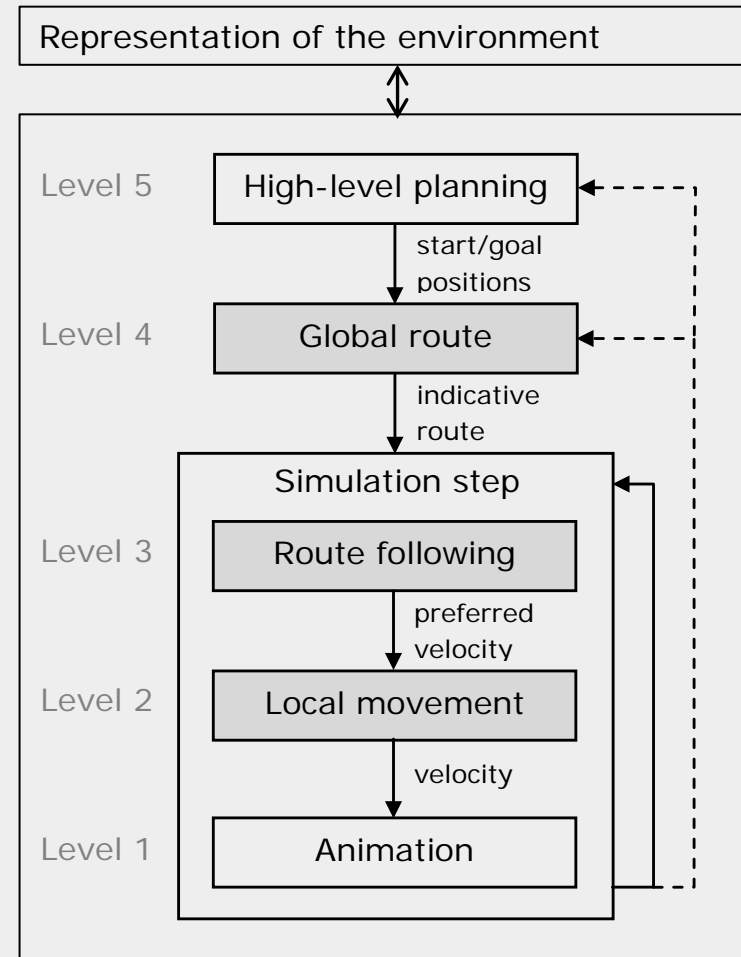 Representation of the environment
Level 5
High-level planning
start/goal
positions
Level 4
Global route
indicative
route
Simulation step
Level 3
Route following
preferred
velocity
Level 2
Local movement
velocity
Level 1
Animation